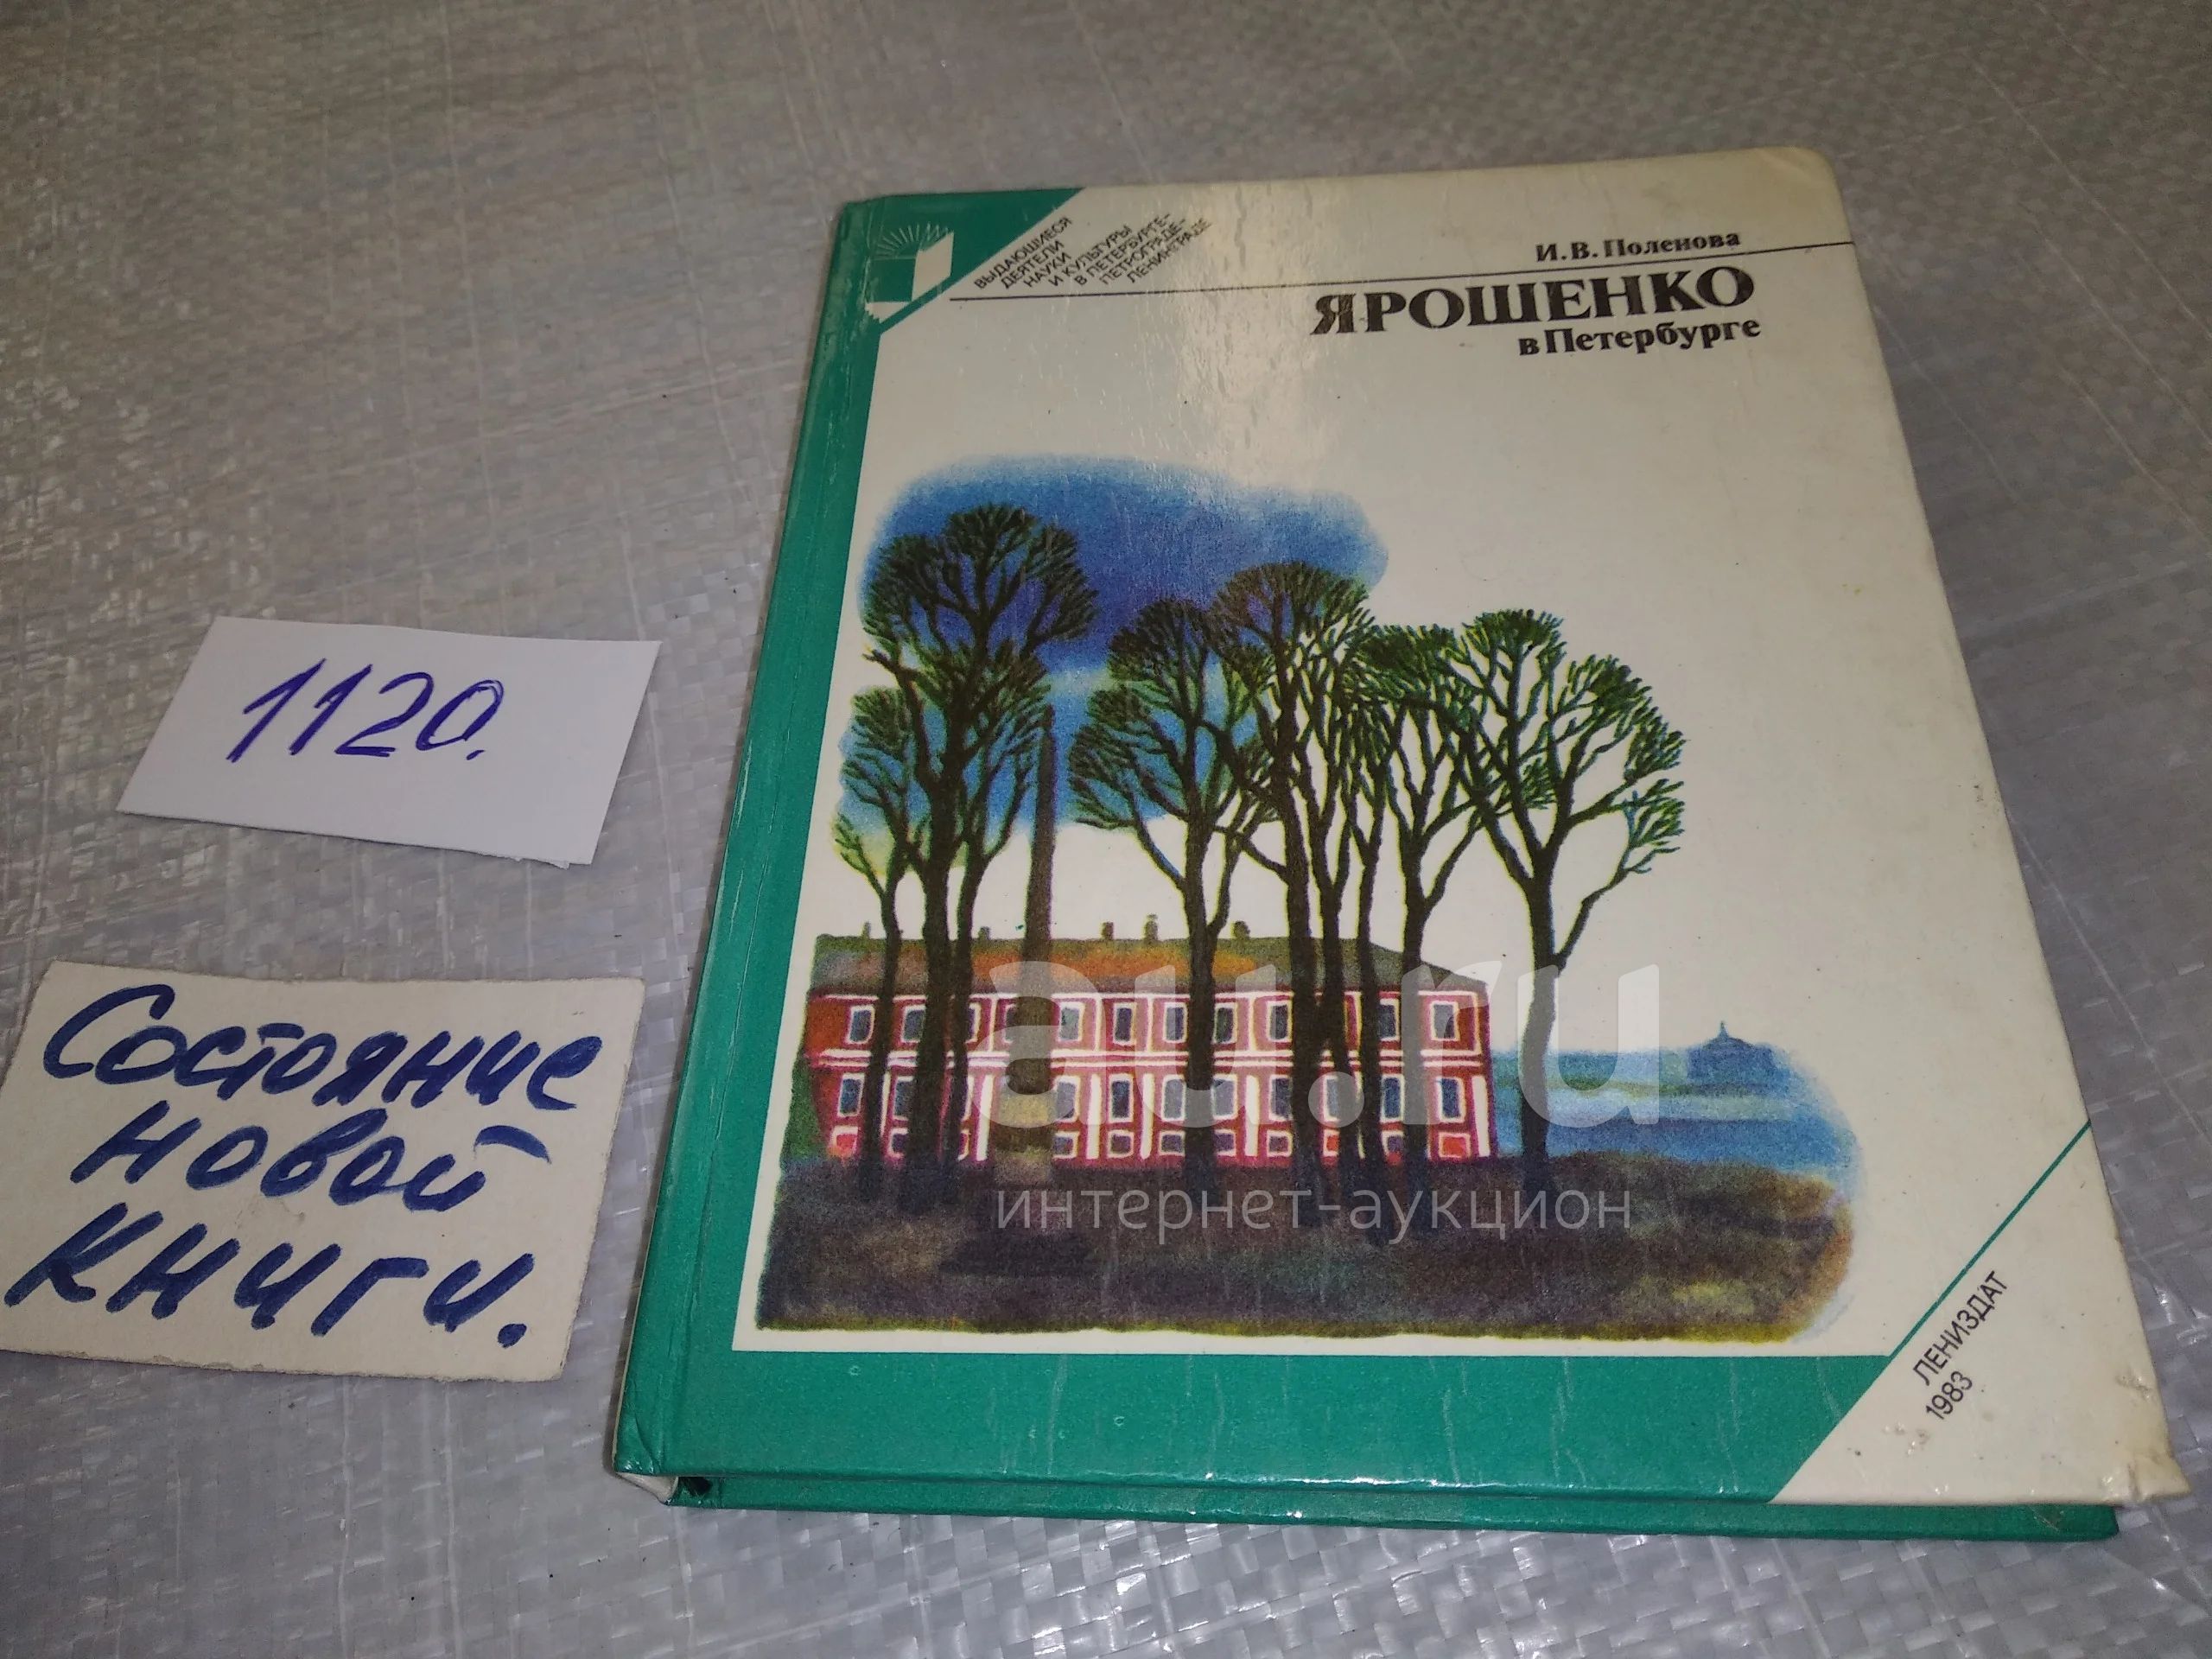 ВЫДАЮЩИЕСЯ
ДЕЯТЕЛИ
НАУКИ
И КУЛЬТУРЫ
В ПЕТЕРБУРГЕ-
ПЕТРОГРАДЕ-
ЛЕНИНГРАДЕ
И.В. Поленова
ЯРОШЕНКО
в Петербурге
1120.
Состояние
новой
книги.
au.ru
интернет-аукцион
ЛЕНИЗДАТ
1983